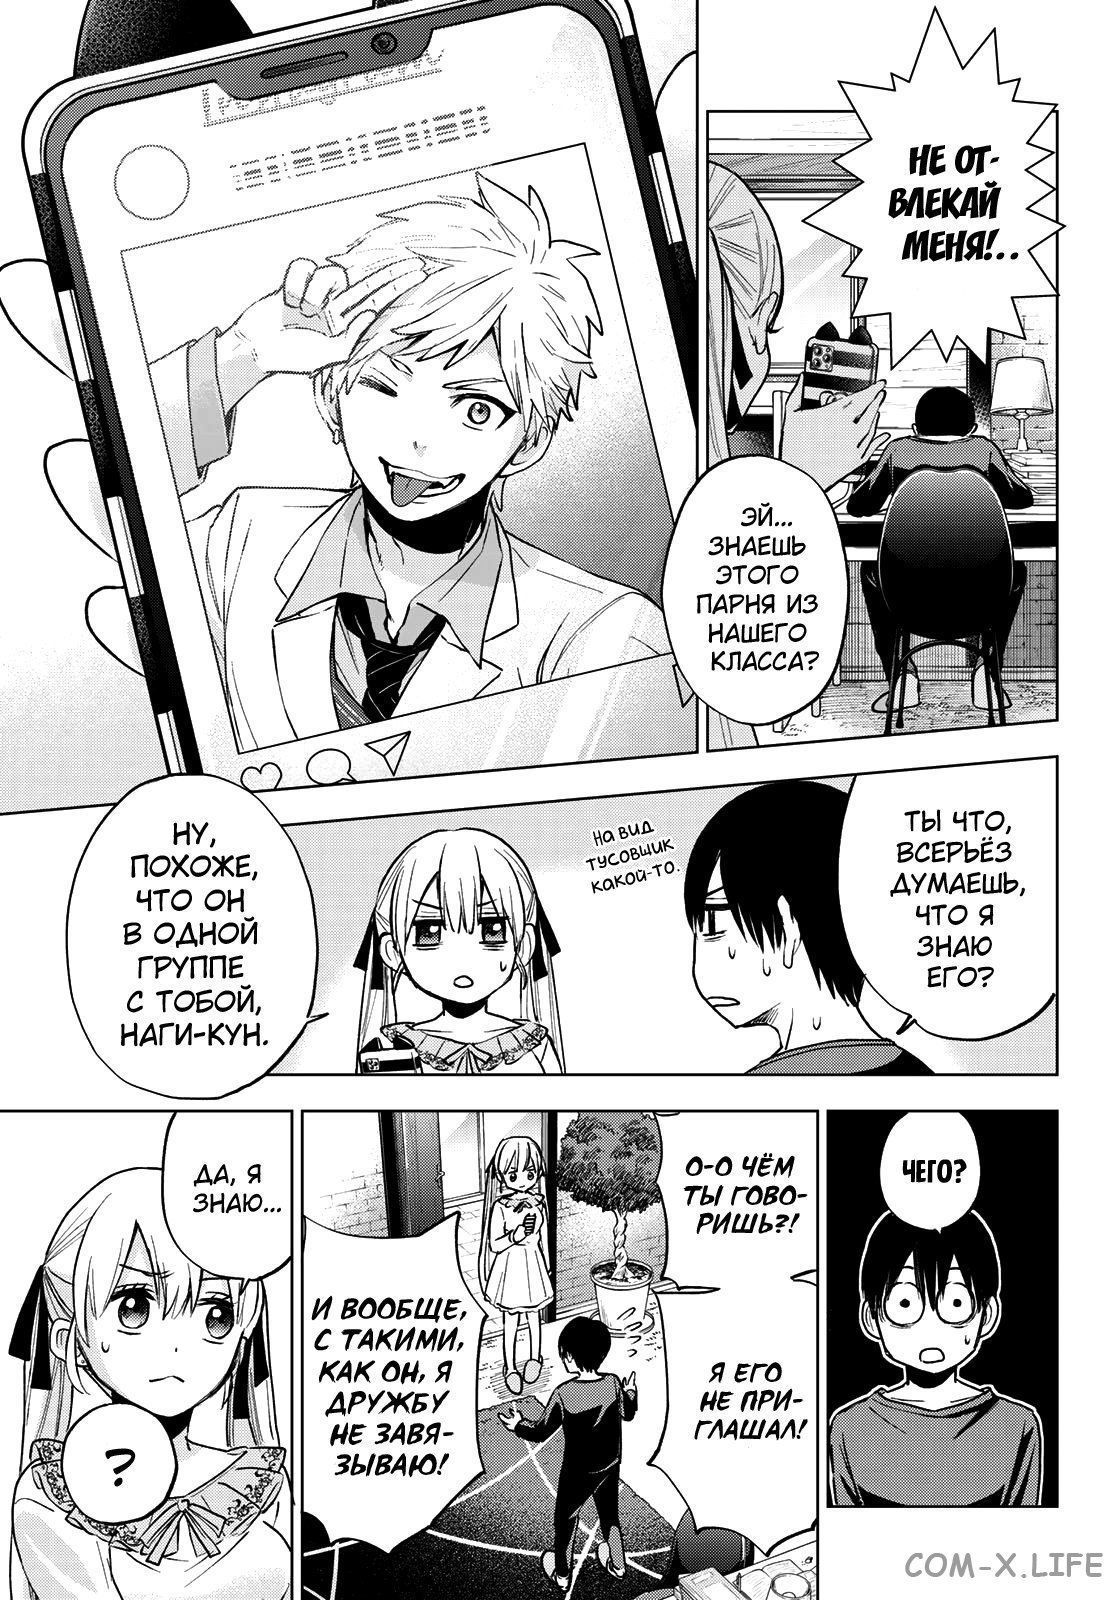 НЕ ОТ-
ВЛЕКАЙ
МЕНЯ!..
ЭЙ...
ЗНАЕШЬ
ЭТОГО
ПАРНЯ ИЗ
НАШЕГО
КЛАССА?
ТЫ ЧТО,
ВСЕРЬЁЗ
ДУМАЕШЬ,
ЧТО Я
ЗНАЮ
ЕГО?
На вид
тусовщик
какой-то.
НУ,
ПОХОЖЕ,
ЧТО ОН
В ОДНОЙ
ГРУППЕ
С ТОБОЙ,
НАГИ-КУН.
ЧЕГО?
О-О ЧЁМ
ТЫ ГОВО-
РИШЬ?!
Я ЕГО
НЕ ПРИ-
ГЛАШАЛ!
И ВООБЩЕ,
С ТАКИМИ,
КАК ОН, Я
ДРУЖБУ
НЕ ЗАВЯ-
ЗЫВАЮ!
ДА, Я
ЗНАЮ...
?
COM-X.LIFE